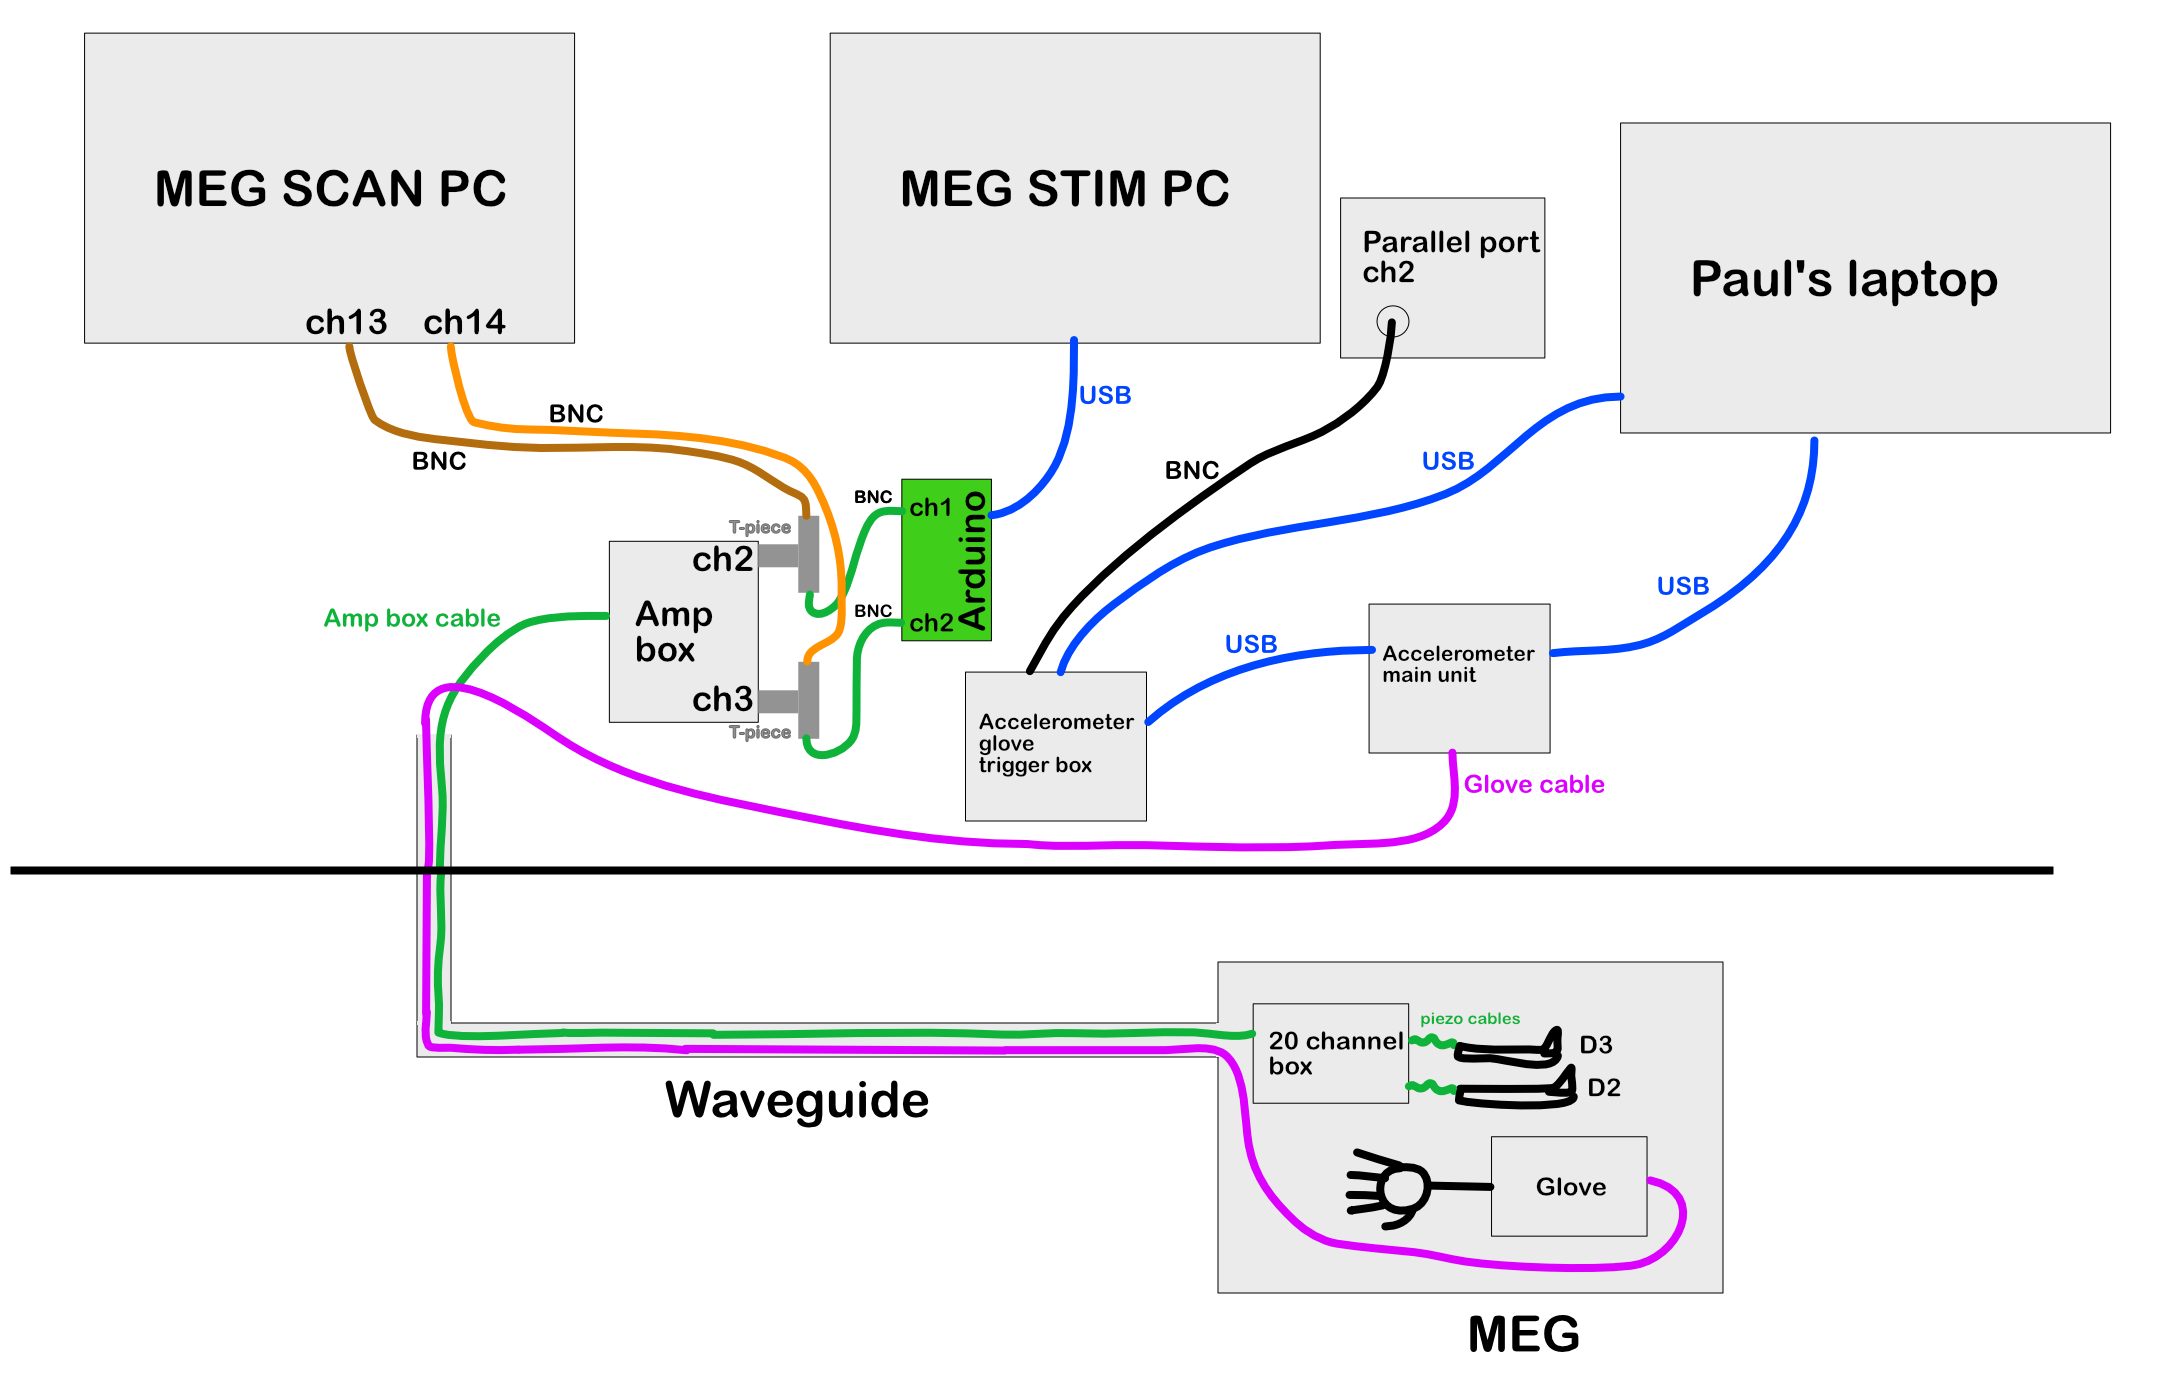 MEG SCAN PC
ch13
ch14
MEG STIM PC
Parallel port
ch2
Paul's laptop
BNC
BNC
USB
BNC
USB
USB
USB
T-piece
ch2
Amp
box
ch3
T-piece
BNC
BNC
ch1
ch2
Arduino
Amp box cable
Accelerometer
glove
trigger box
Accelerometer
main unit
Glove cable
Waveguide
20 channel
box
piezo cables
D3
D2
Glove
MEG